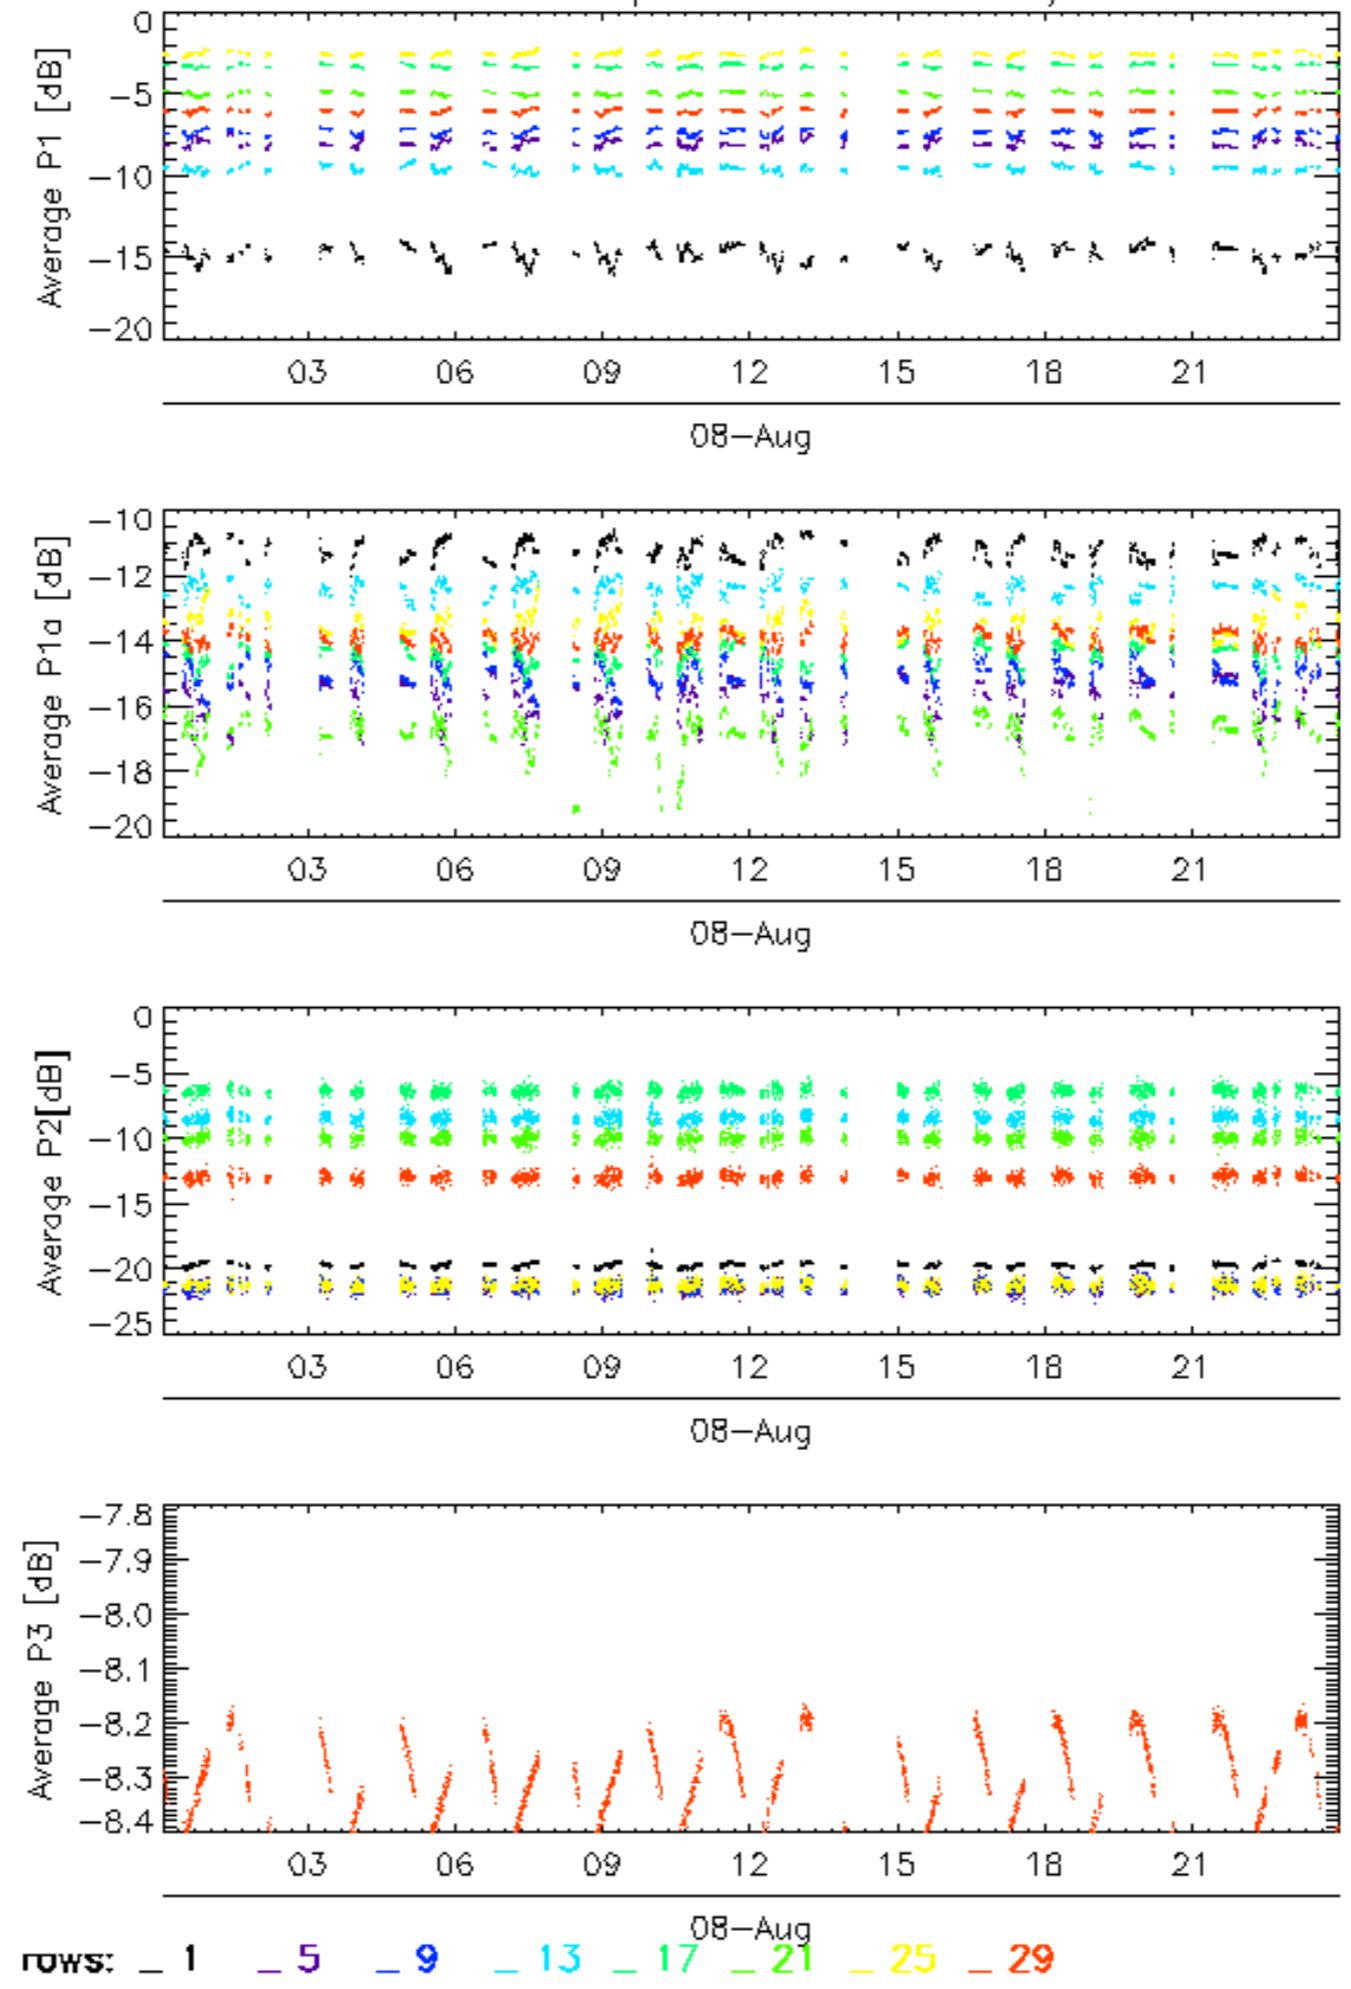 Average P1 [dB]
0
−5
−10
−15
−20
03 06 09 12 15 18 21
08−Aug
Average P1a [dB]
−10
−12
−14
−16
−18
−20
03 06 09 12 15 18 21
08−Aug
Average P2[dB]
0
−5
−10
−15
−20
−25
03 06 09 12 15 18 21
08−Aug
Average P3 [dB]
−7.8
−7.9
−8.0
−8.1
−8.2
−8.3
−8.4
03 06 09 12 15 18 21
08−Aug
rows: _ 1 _ 5 _ 9 _ 13 _ 17 _ 21 _ 25 _ 29